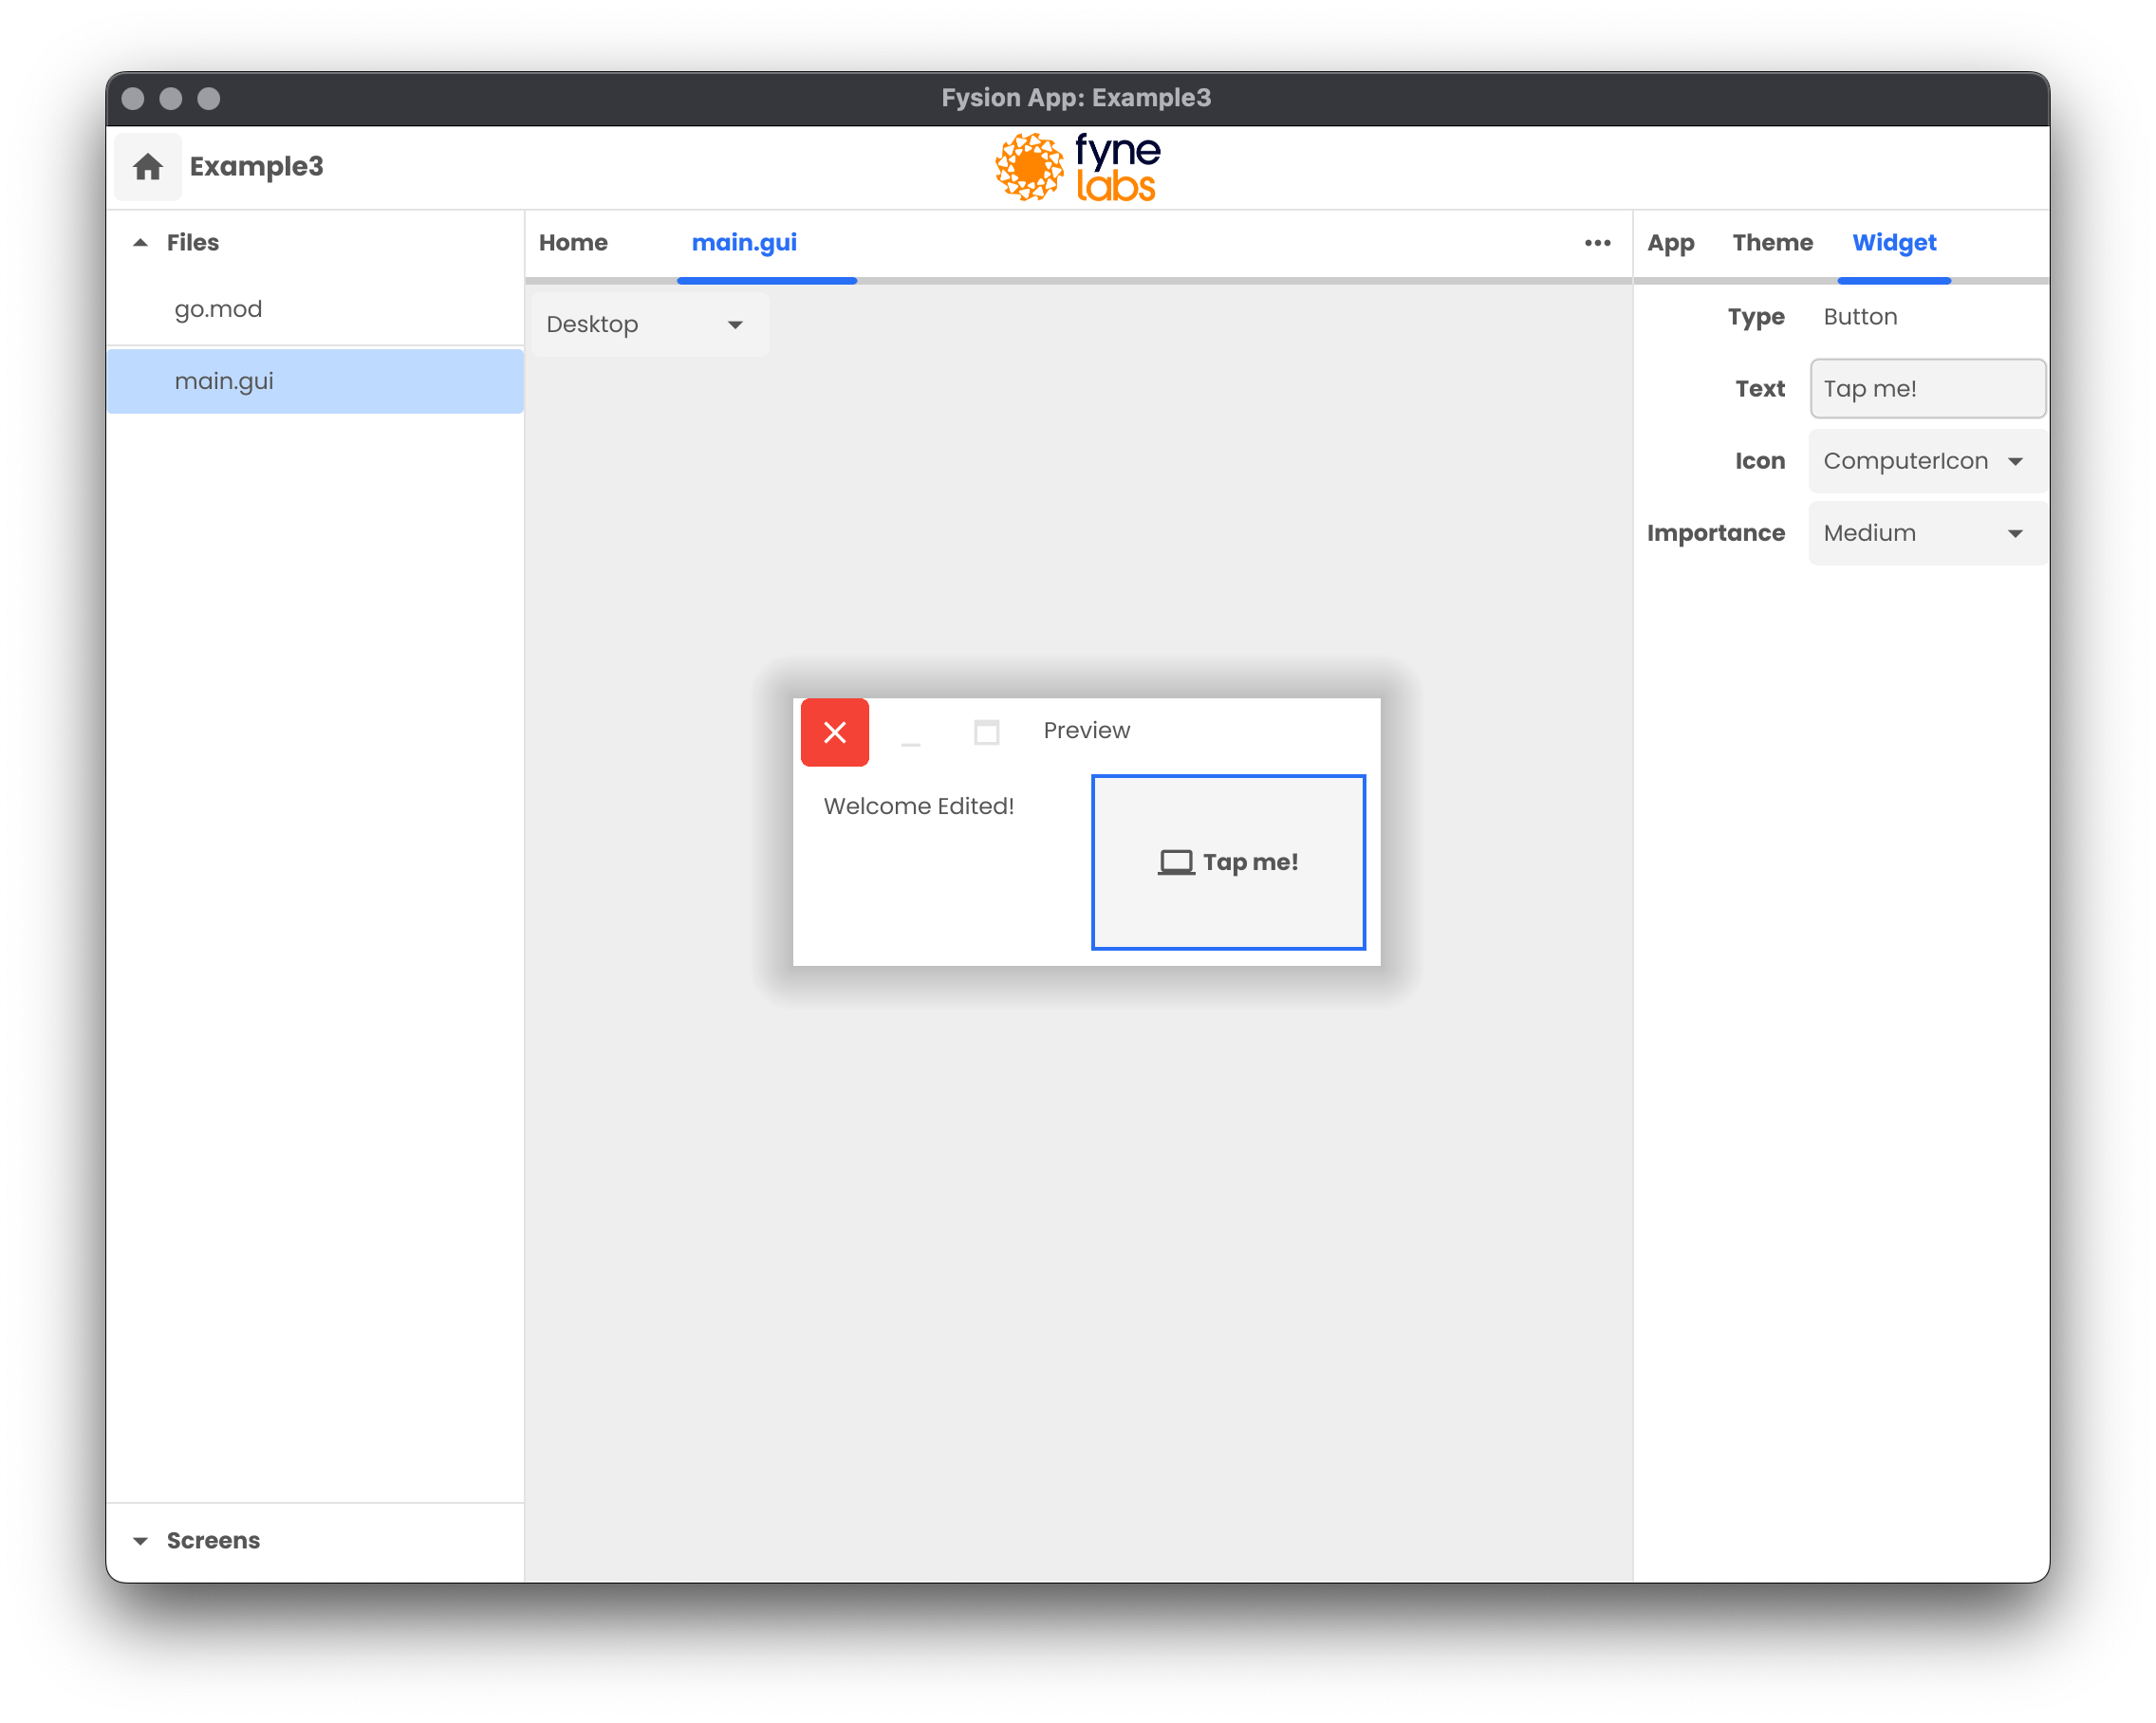 Fysion App: Example3
Example3
fyne
labs
Files
go.mod
main.gui
Screens
Home main.gui
Desktop
Preview
Welcome Edited!
Tap me!
App Theme Widget
Type Button
Text Tap me!
Icon ComputerIcon
Importance Medium